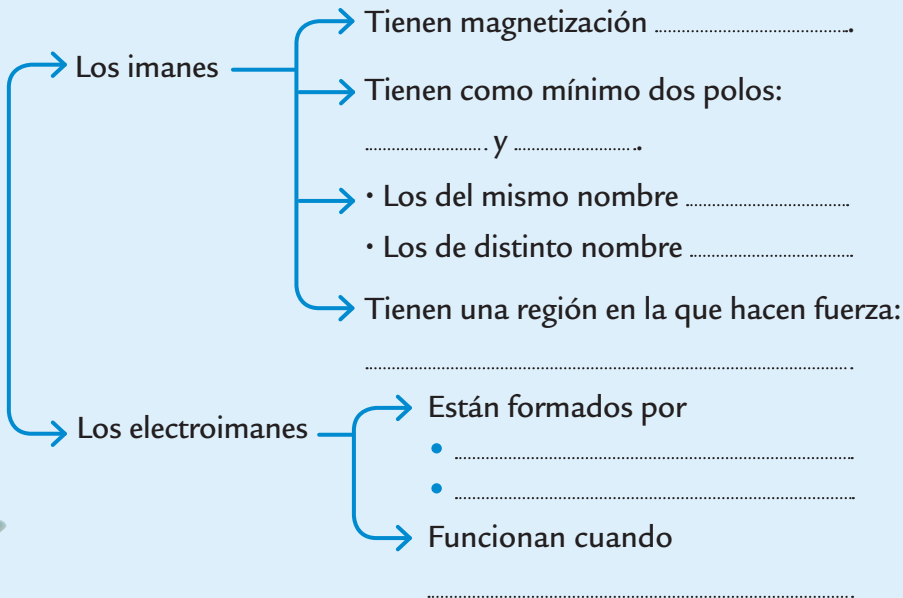 Tienen magnetización ..............................
Los imanes
Tienen como mínimo dos polos:
.................... y ....................
· Los del mismo nombre ..........................
· Los de distinto nombre ..........................
Tienen una región en la que hacen fuerza:
................................................................................
Los electroimanes
Están formados por
• ................................................................
• ................................................................
Funcionan cuando
......................................................................